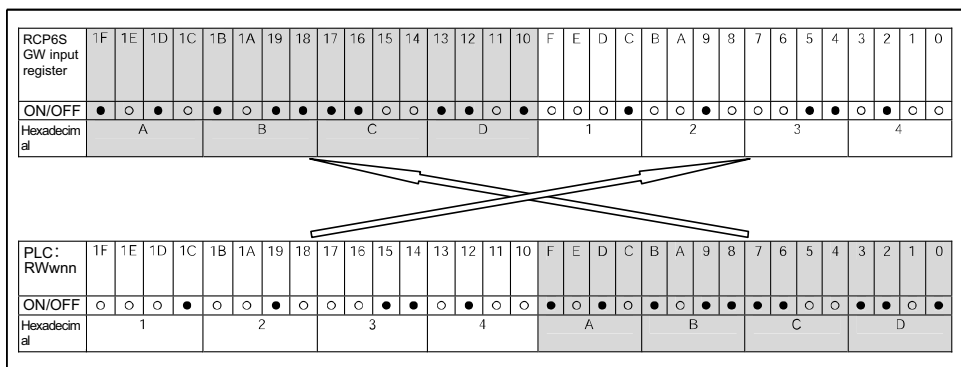 RCP6S GW input register 1F 1E 1D 1C 1B 1A 19 18 17 16 15 14 13 12 11 10 F E D C B A 9 8 7 6 5 4 3 2 1 0
ON/OFF ● ○ ● ○ ● ○ ● ● ● ● ○ ○ ● ● ○ ● ○ ○ ○ ● ○ ○ ● ○ ○ ○ ● ● ○ ● ○ ○
Hexadecim al A B C D 1 2 3 4
PLC: RWwnn 1F 1E 1D 1C 1B 1A 19 18 17 16 15 14 13 12 11 10 F E D C B A 9 8 7 6 5 4 3 2 1 0
ON/OFF ○ ○ ○ ● ○ ○ ● ○ ○ ○ ● ● ○ ● ○ ○ ● ○ ● ○ ● ○ ● ● ● ● ○ ○ ● ● ○ ●
Hexadecim al 1 2 3 4 A B C D